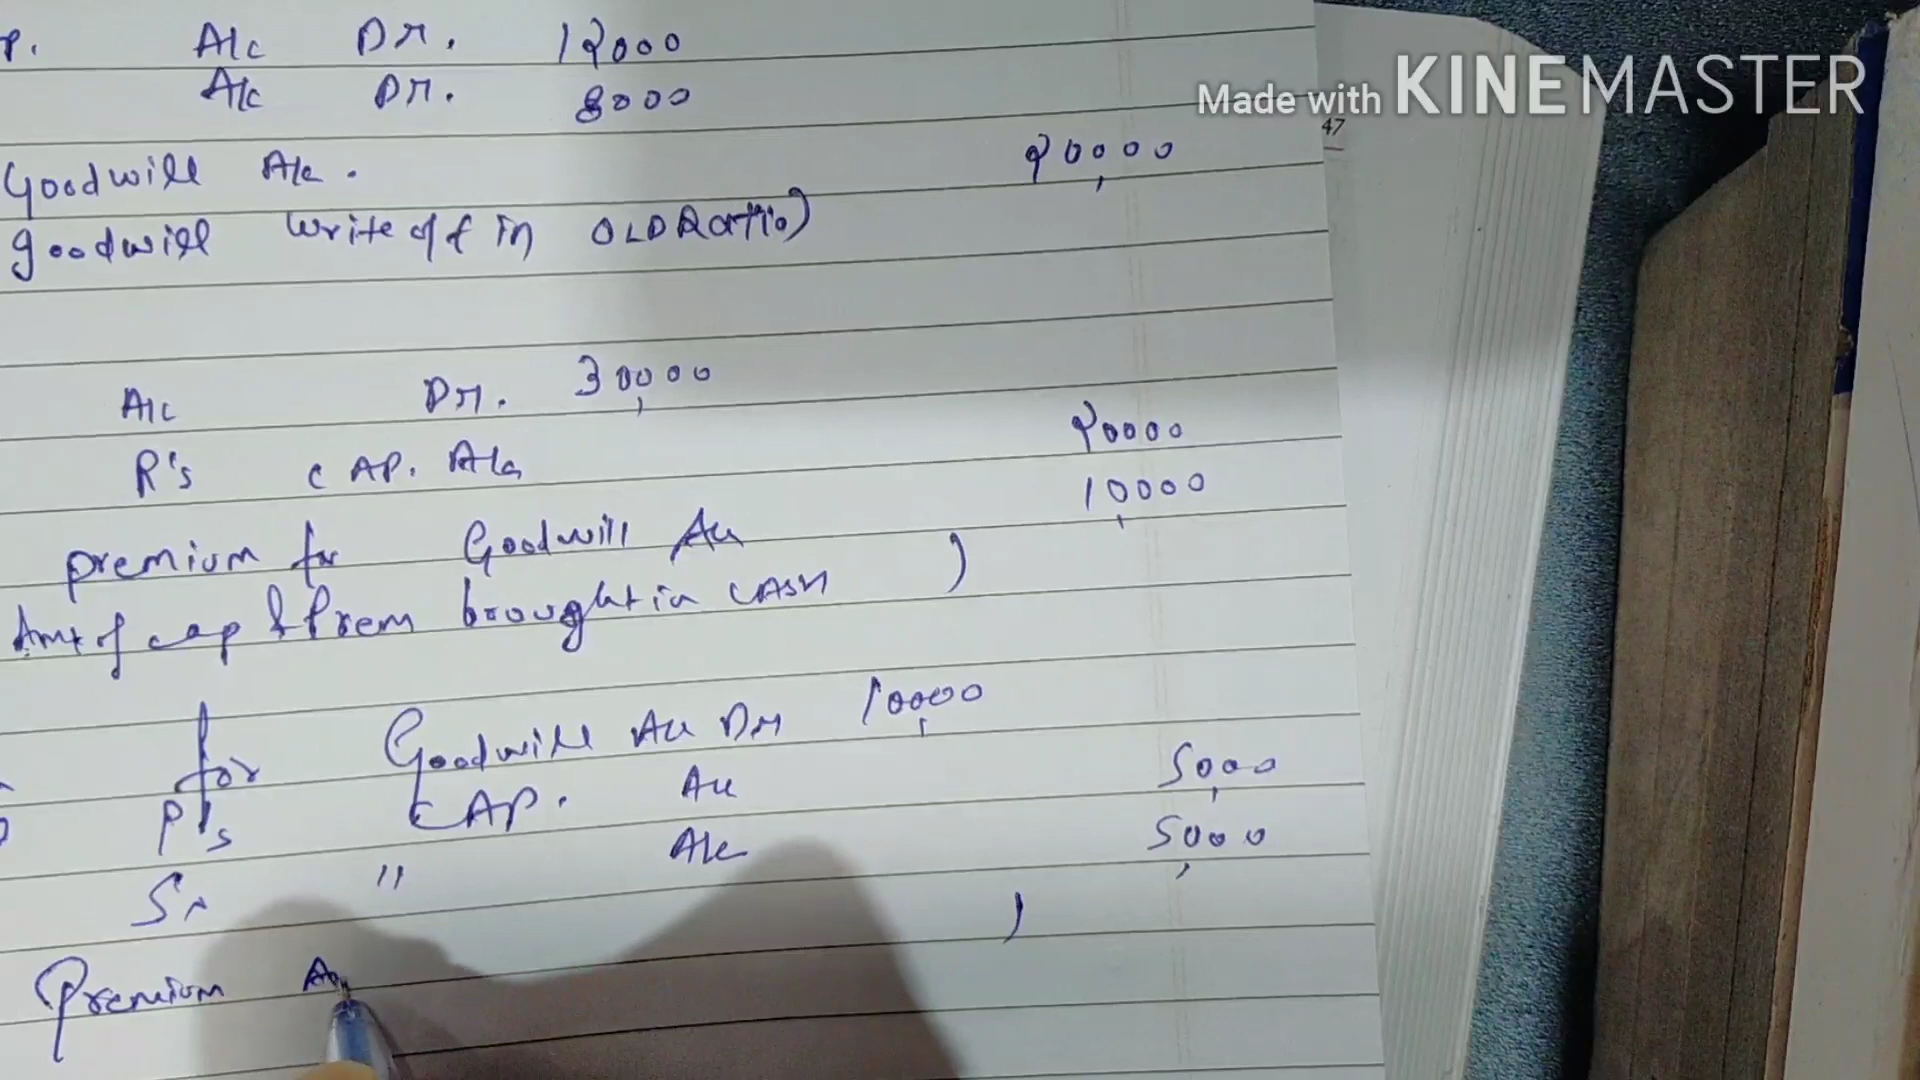 P. A/c Dr. 12000
A/c Dr. 8000
Made with KINEMASTER
47
Goodwill A/c. 20000
goodwill write off in OLD Ratio)
A/c Dr. 30,000
R's CAP. A/c 20000
premium for Goodwill A/c 10000
Amt of cap & Prem brought in CASH )
for Goodwill A/c Dr 10000
P's CAP. A/c 5000
S's " A/c 5000
(Premium )